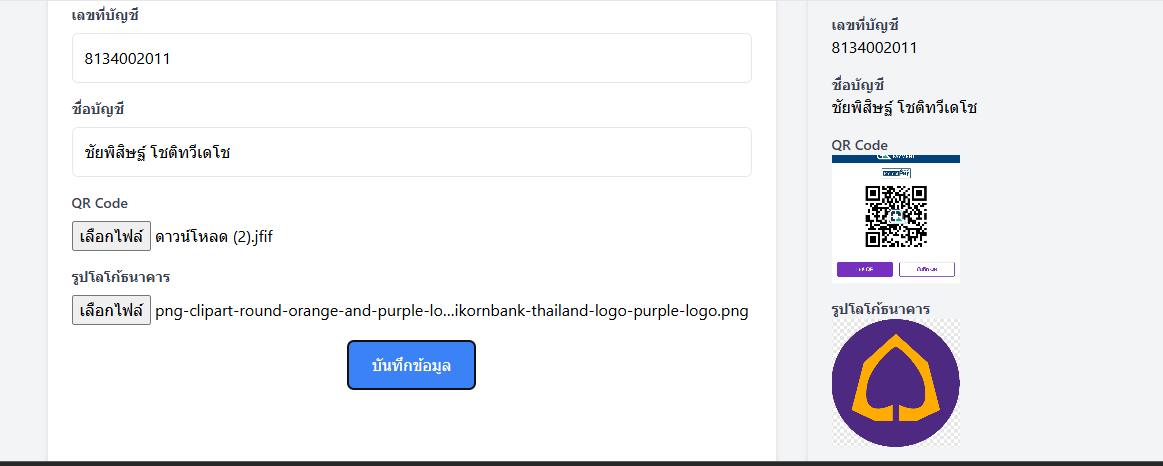 เลขที่บัญชี
8134002011
ชื่อบัญชี
ชัยพิสิษฐ์ โชติทวีเดโช
QR Code
เลือกไฟล์ ดาวน์โหลด (2).jfif
รูปโลโก้ธนาคาร
เลือกไฟล์ png-clipart-round-orange-and-purple-lo...ikornbank-thailand-logo-purple-logo.png
บันทึกข้อมูล
เลขที่บัญชี
8134002011
ชื่อบัญชี
ชัยพิสิษฐ์ โชติทวีเดโช
QR Code
รูปโลโก้ธนาคาร